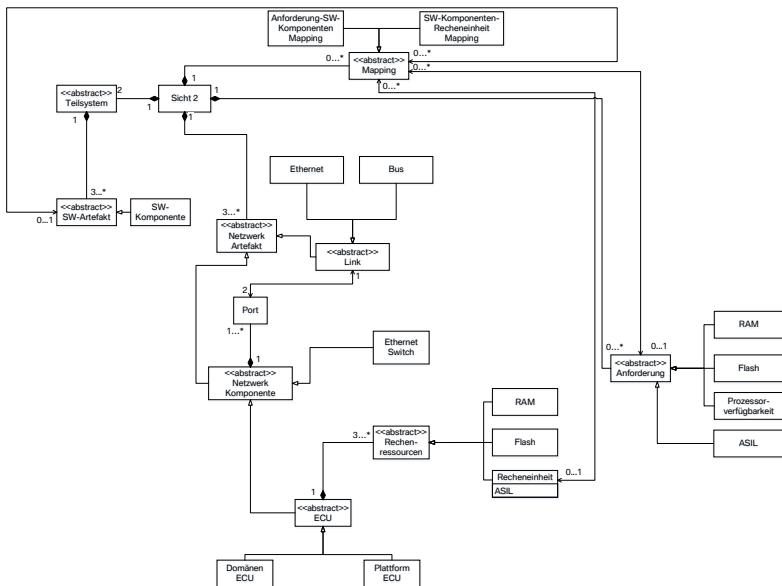 Anforderung-SW-
Komponenten
Mapping
SW-Komponenten-
Recheneinheit
Mapping
0...*
0...*
<<abstract>>
Mapping
0...*
0...*
1
<<abstract>>
Teilsystem
2
1
Sicht 2
1
1
1
3...*
<<abstract>>
SW-Artefakt
0...1
SW-
Komponente
Ethernet
Bus
3...*
<<abstract>>
Netzwerk
Artefakt
<<abstract>>
Link
1
2
Port
1...*
1
<<abstract>>
Netzwerk
Komponente
Ethernet
Switch
0...*
0...1
<<abstract>>
Anforderung
RAM
Flash
Prozessor-
verfügbarkeit
ASIL
3...*
<<abstract>>
Rechen-
ressourcen
RAM
Flash
Recheneinheit
ASIL
0...1
1
<<abstract>>
ECU
Domänen
ECU
Plattform
ECU